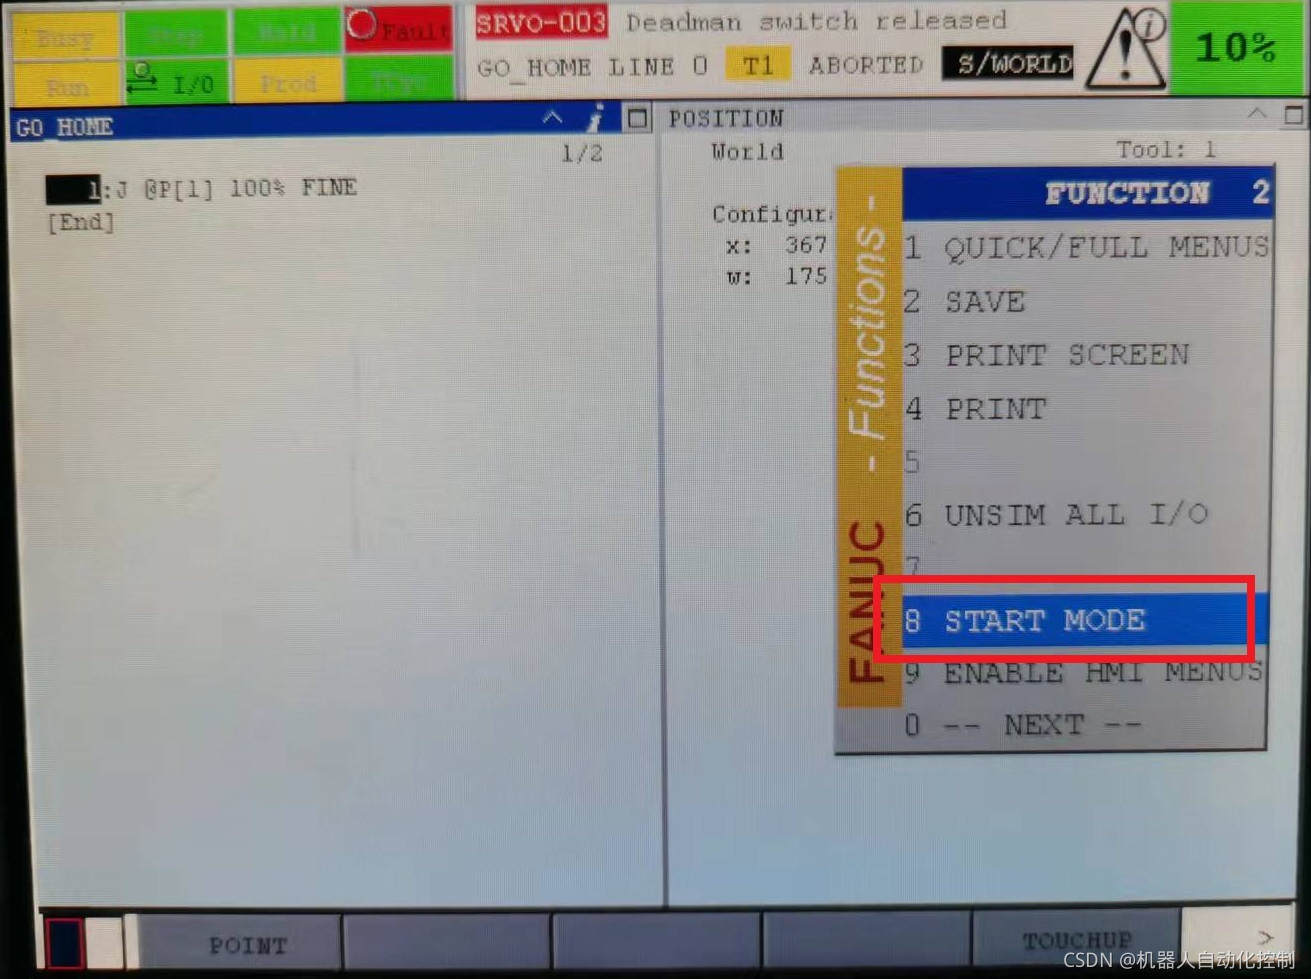 Busy Step Hold Fault
Run I/O Prod
SRVO-003 Deadman switch released
GO_HOME LINE 0 T1 ABORTED S/WORLD
10%
GO_HOME
1/2
1:J @P[1] 100% FINE
[End]
POSITION
World Tool: 1
Configur
x: 367
w: 175
FANUC - Functions -
FUNCTION 2
1 QUICK/FULL MENUS
2 SAVE
3 PRINT SCREEN
4 PRINT
5
6 UNSIM ALL I/O
7
8 START MODE
9 ENABLE HMI MENUS
0 -- NEXT --
POINT TOUCHUP >
CSDN @机器人自动化控制